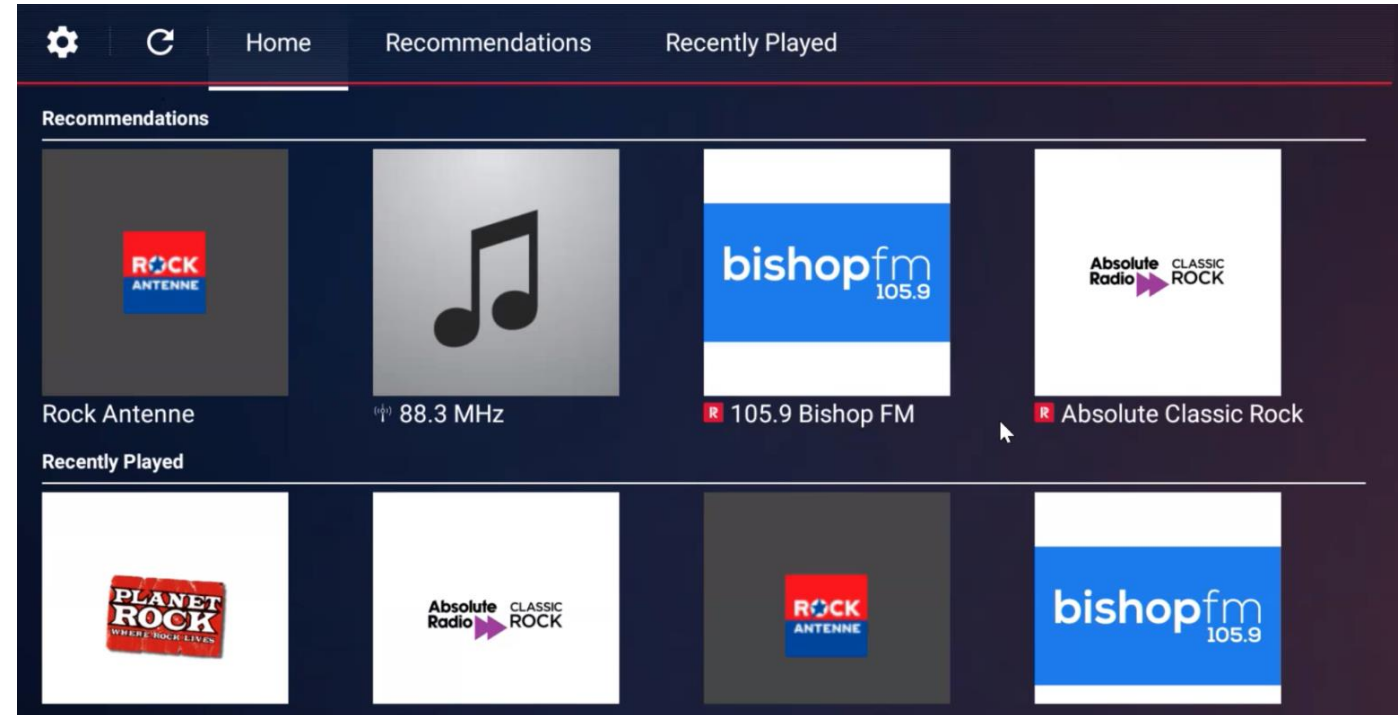 Home Recommendations Recently Played
Recommendations
ROCK
ANTENNE
bishopfm
105.9
Absolute CLASSIC
Radio ROCK
Rock Antenne
88.3 MHz
R 105.9 Bishop FM
R Absolute Classic Rock
Recently Played
PLANET
ROCK
WHERE ROCK LIVES
Absolute CLASSIC
Radio ROCK
ROCK
ANTENNE
bishopfm
105.9